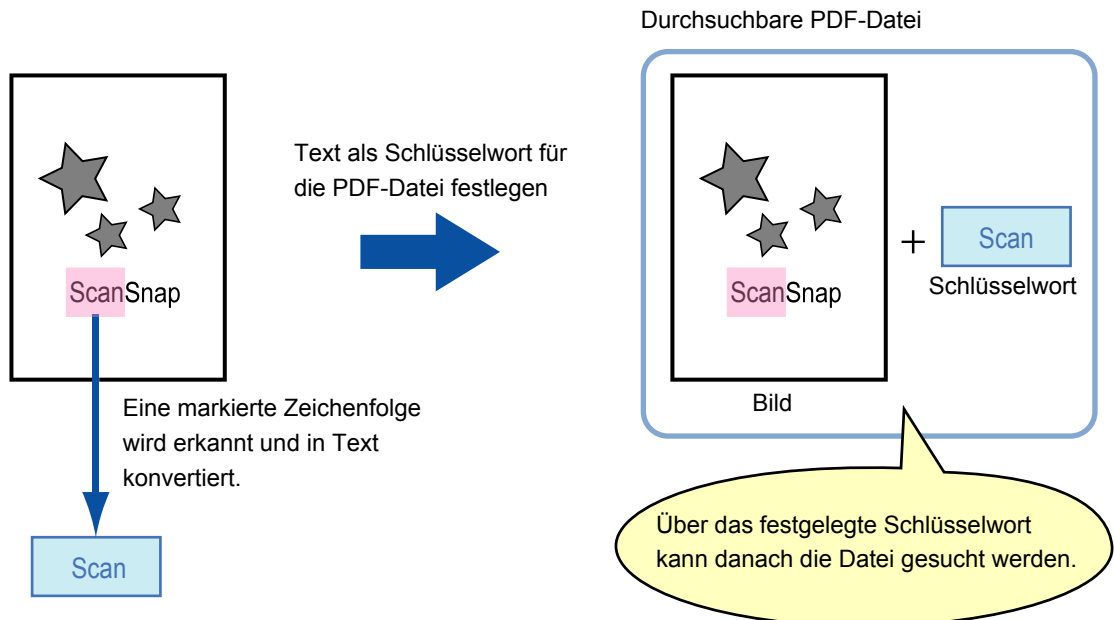 Durchsuchbare PDF-Datei
Text als Schlüsselwort für
die PDF-Datei festlegen
ScanSnap
Eine markierte Zeichenfolge
wird erkannt und in Text
konvertiert.
Scan
ScanSnap
Bild
+
Scan
Schlüsselwort
Über das festgelegte Schlüsselwort
kann danach die Datei gesucht werden.